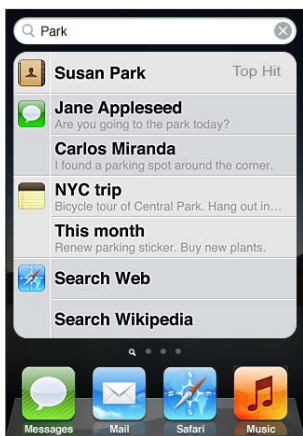 Park
Susan Park Top Hit
Jane Appleseed
Are you going to the park today?
Carlos Miranda
I found a parking spot around the corner.
NYC trip
Bicycle tour of Central Park. Hang out in…
This month
Renew parking sticker. Buy new plants.
Search Web
Search Wikipedia
Messages Mail Safari Music